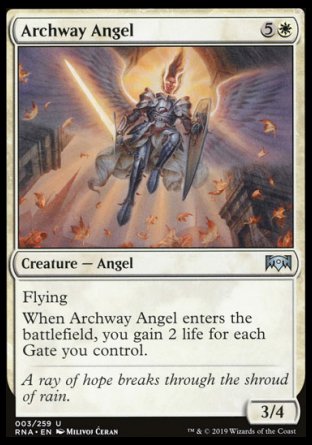 Archway Angel 5
Creature — Angel
Flying
When Archway Angel enters the
battlefield, you gain 2 life for each
Gate you control.
A ray of hope breaks through the shroud
of rain.
3/4
003/259 U
RNA • EN Milivoj Ćeran
™ & © 2019 Wizards of the Coast